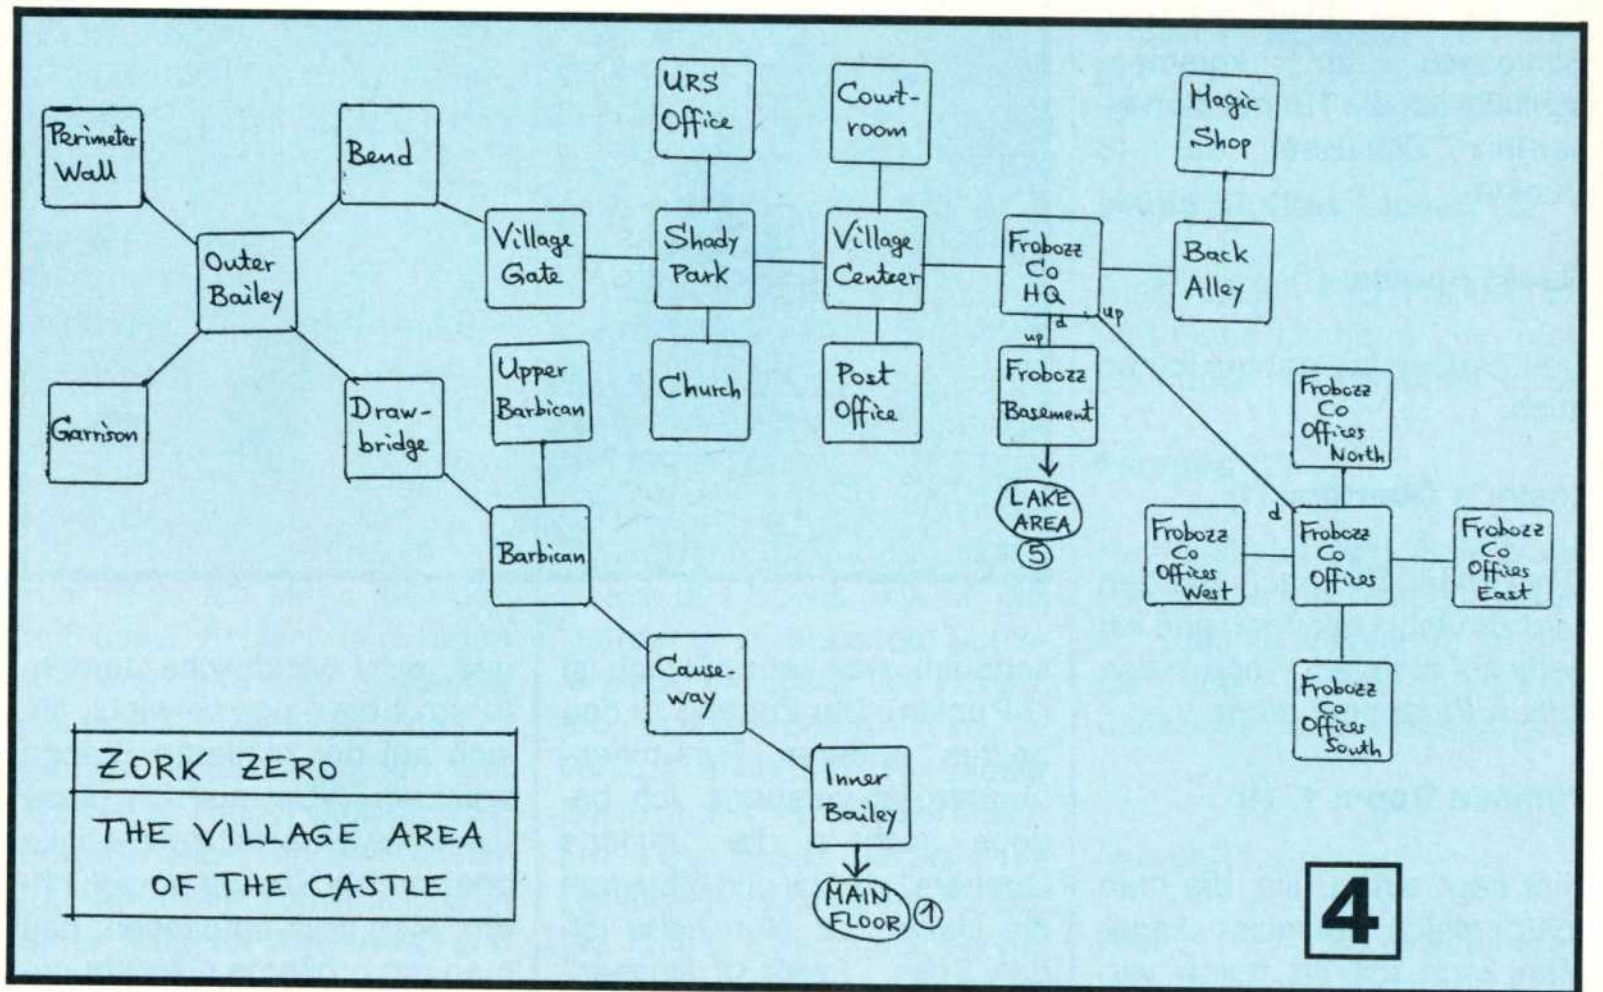 URS
Office
Court-
room
Magic
Shop
Perimeter
Wall
Bend
Outer
Bailey
Village
Gate
Shady
Park
Village
Centeer
Frobozz
Co
HQ
Back
Alley
d
up
up
Garrison
Draw-
bridge
Upper
Barbican
Church
Post
Office
Frobozz
Basement
Frobozz
Co
Offices
North
LAKE
AREA
5
d
Barbican
Frobozz
Co
Offices
West
Frobozz
Co
Offices
Frobozz
Co
Offices
East
Cause-
way
Frobozz
Co
Offices
South
Inner
Bailey
MAIN
FLOOR
1
ZORK ZERO
THE VILLAGE AREA
OF THE CASTLE
4